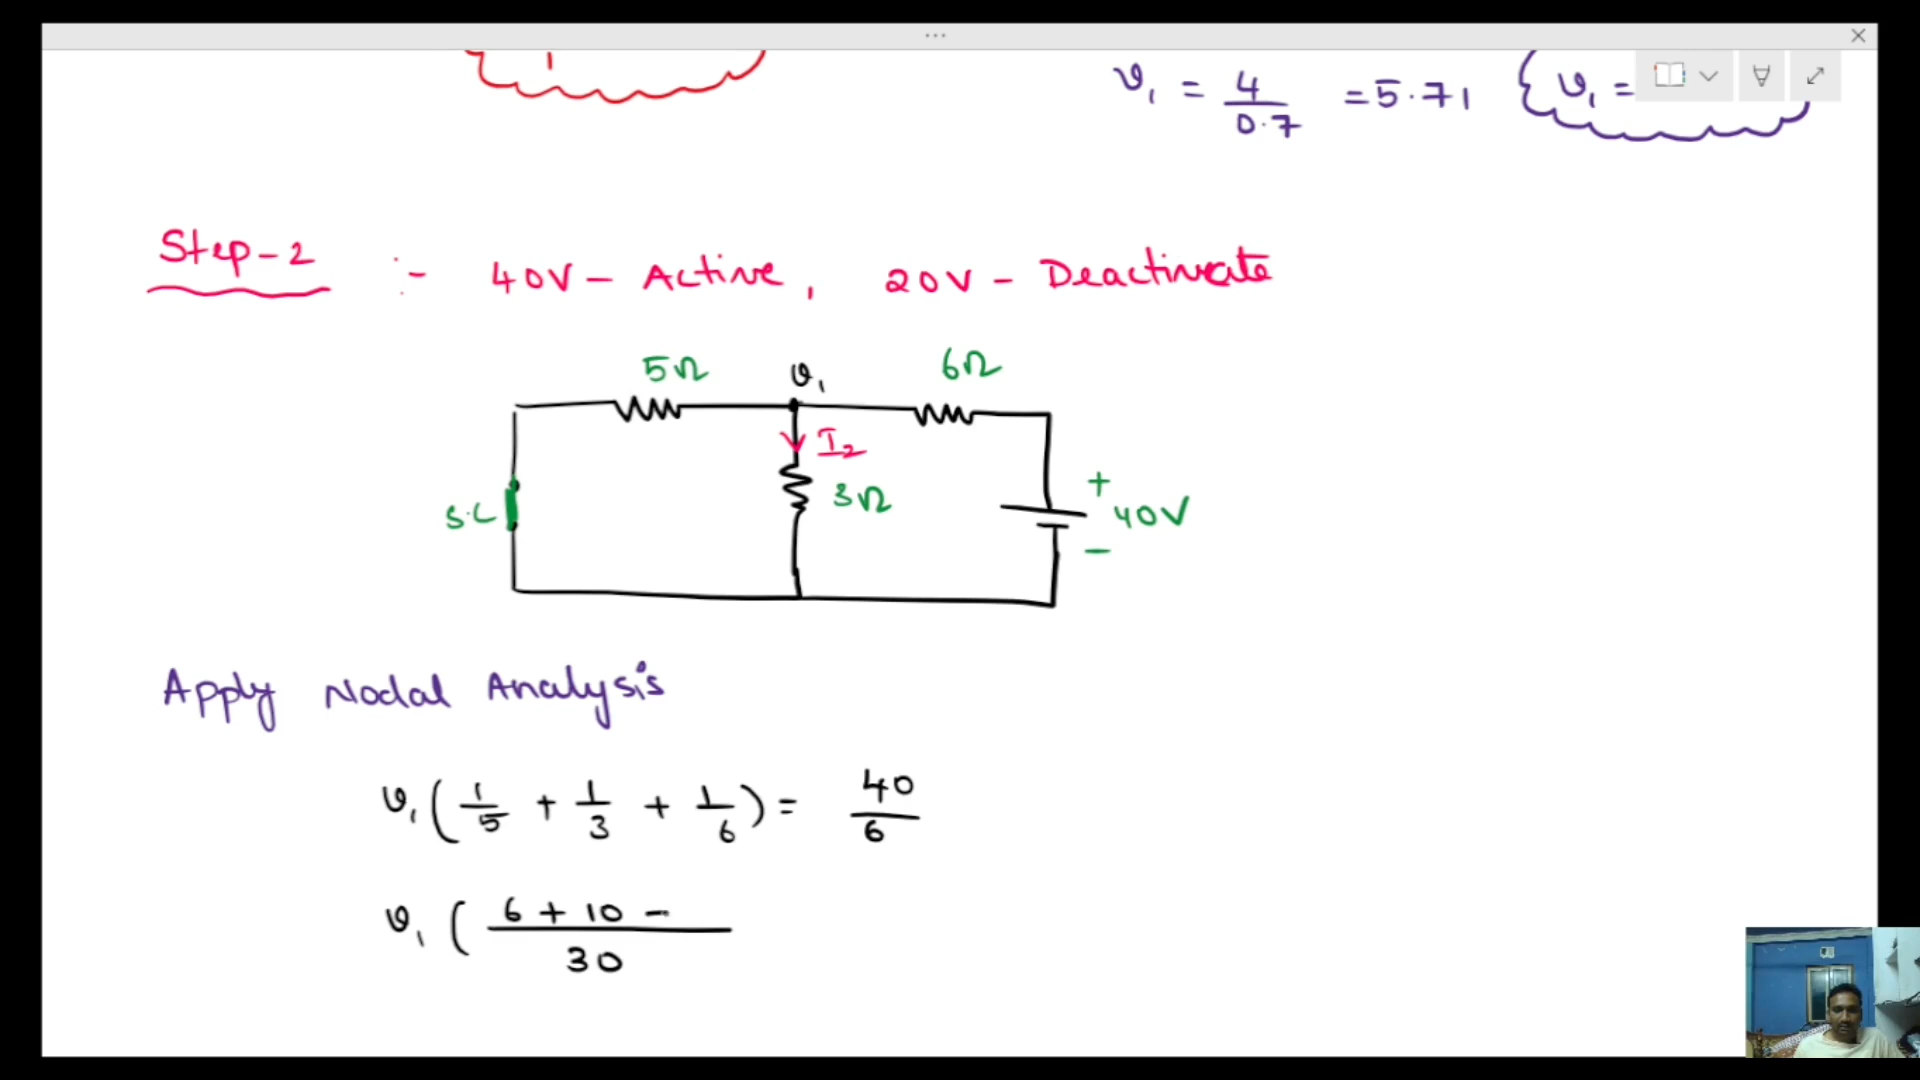 v₁ = 4/0.7 = 5.71 v₁ =
Step-2 :- 40V - Active, 20V - Deactivate
5Ω v₁ 6Ω
I₂
S.C 3Ω + 40V -
Apply Nodal Analysis
v₁ (1/5 + 1/3 + 1/6) = 40/6
v₁ ( 6 + 10 - / 30